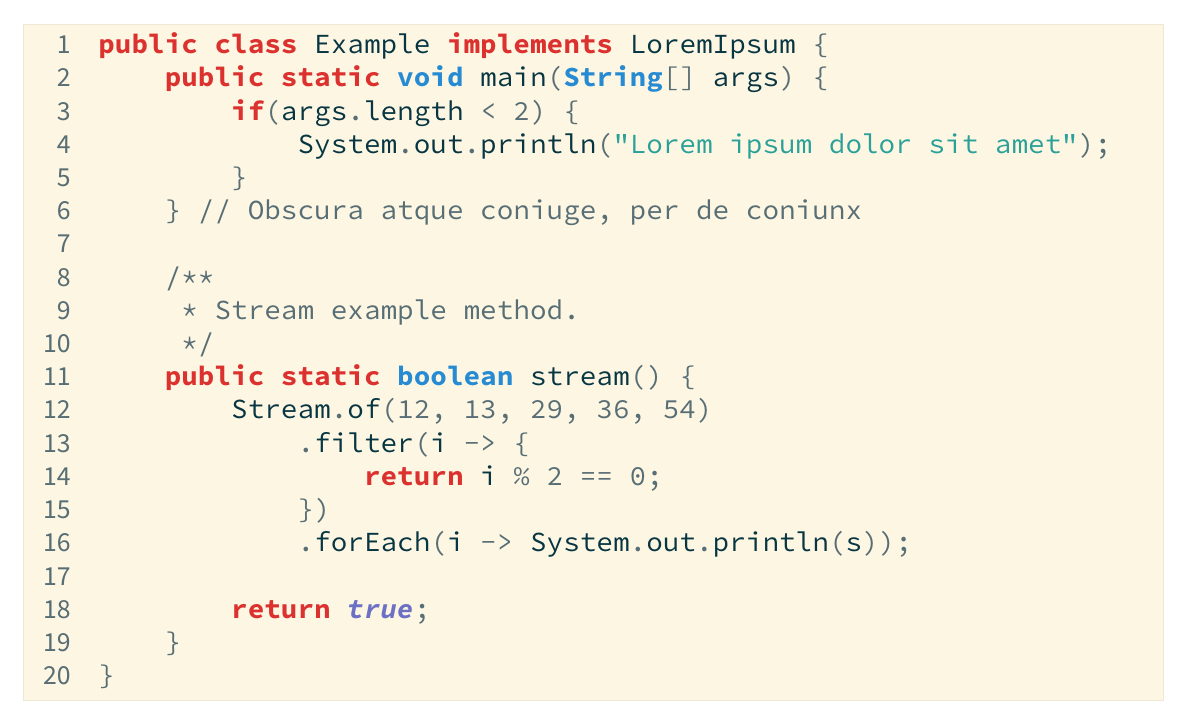 1 public class Example implements LoremIpsum {
2     public static void main(String[] args) {
3         if(args.length < 2) {
4             System.out.println("Lorem ipsum dolor sit amet");
5         }
6     } // Obscura atque coniuge, per de coniunx
7
8     /**
9      * Stream example method.
10      */
11     public static boolean stream() {
12         Stream.of(12, 13, 29, 36, 54)
13             .filter(i -> {
14                 return i % 2 == 0;
15             })
16             .forEach(i -> System.out.println(s));
17
18         return true;
19     }
20 }